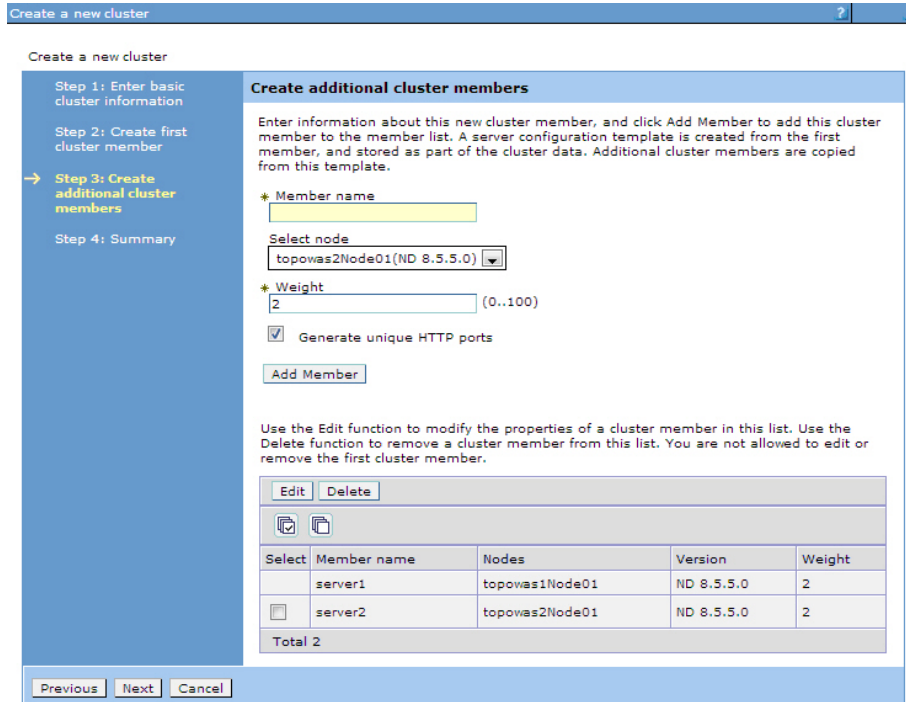 Create a new cluster ?
Create a new cluster
Step 1: Enter basic
cluster information
Step 2: Create first
cluster member
Step 3: Create
additional cluster
members
Step 4: Summary
Create additional cluster members
Enter information about this new cluster member, and click Add Member to add this cluster
member to the member list. A server configuration template is created from the first
member, and stored as part of the cluster data. Additional cluster members are copied
from this template.
* Member name
Select node
topowas2Node01(ND 8.5.5.0)
* Weight
2 (0..100)
Generate unique HTTP ports
Add Member
Use the Edit function to modify the properties of a cluster member in this list. Use the
Delete function to remove a cluster member from this list. You are not allowed to edit or
remove the first cluster member.
Edit Delete
Select Member name Nodes Version Weight
server1 topowas1Node01 ND 8.5.5.0 2
server2 topowas2Node01 ND 8.5.5.0 2
Total 2
Previous Next Cancel